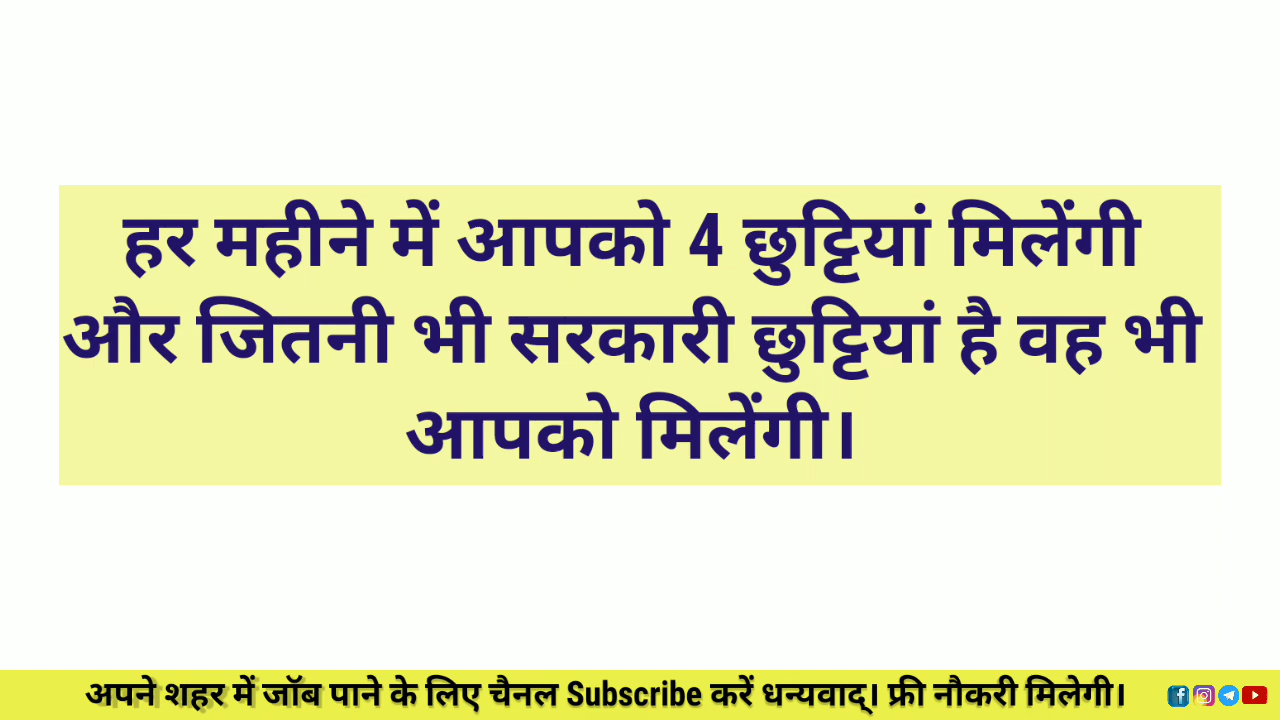 हर महीने में आपको 4 छुट्टियां मिलेंगी
और जितनी भी सरकारी छुट्टियां है वह भी
आपको मिलेंगी।
अपने शहर में जॉब पाने के लिए चैनल Subscribe करें धन्यवाद्। फ्री नौकरी मिलेगी।